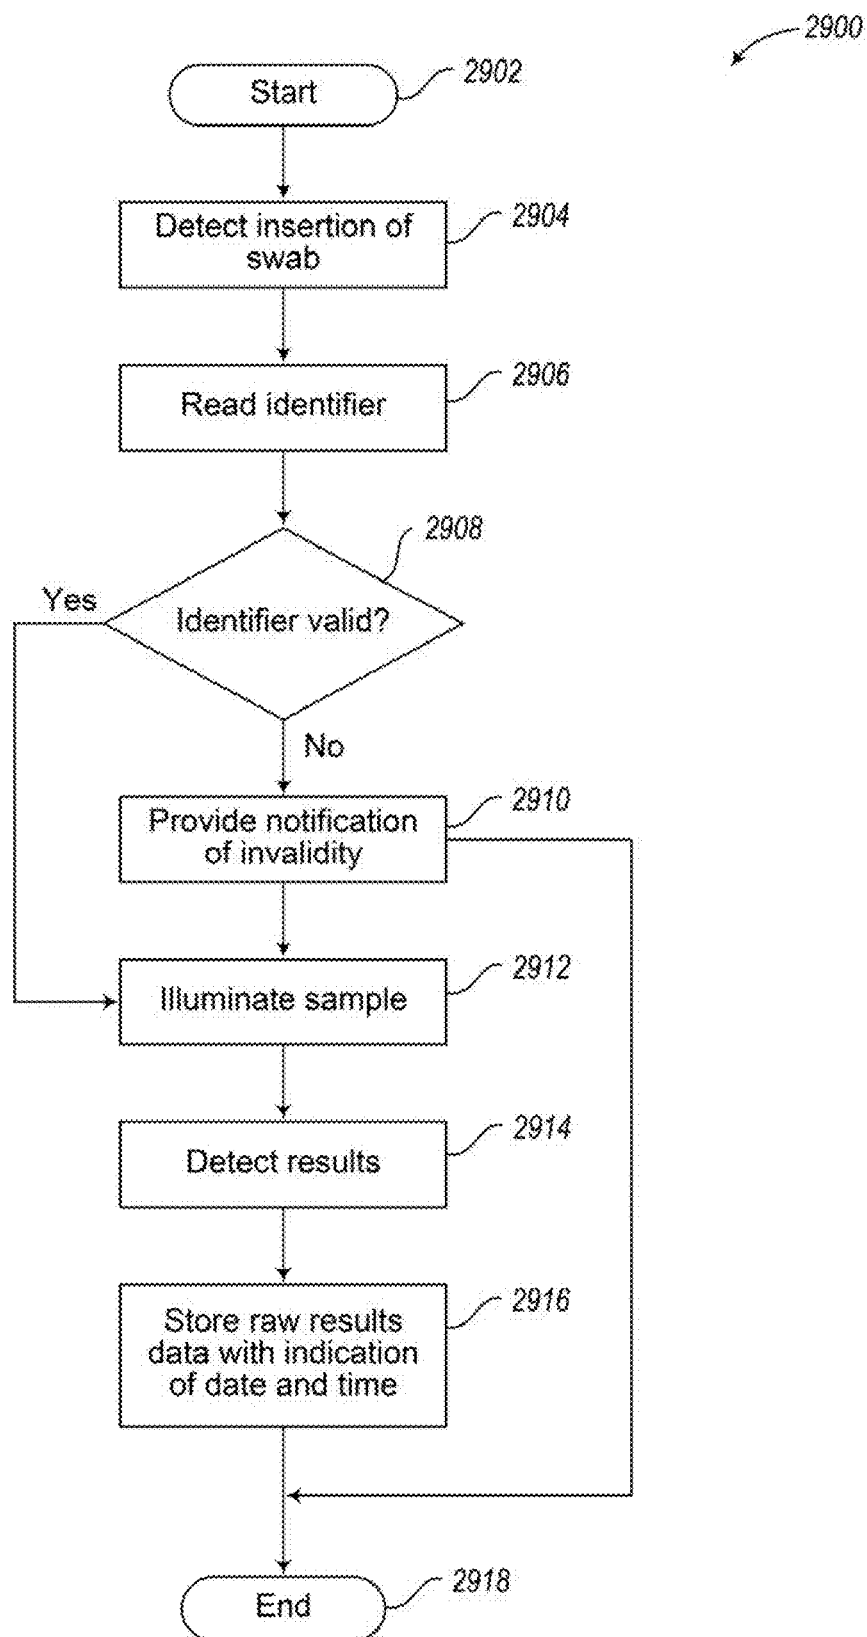 2900
Start
2902
Detect insertion of
swab
2904
Read identifier
2906
2908
Yes
Identifier valid?
No
Provide notification
of invalidity
2910
Illuminate sample
2912
Detect results
2914
Store raw results
data with indication
of date and time
2916
End
2918